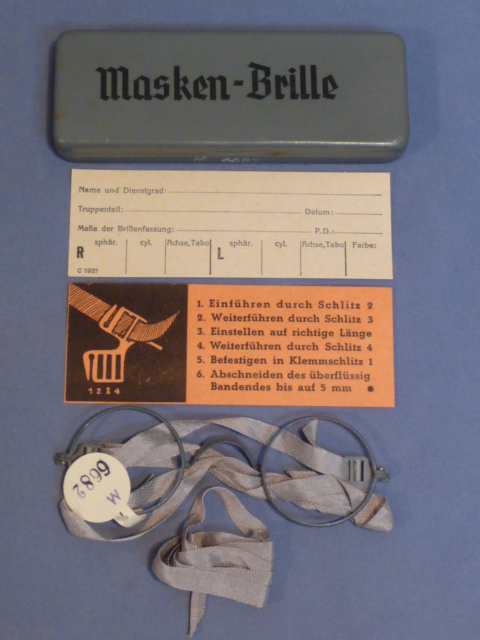 Masken-Brille
Name und Dienstgrad:
Truppenteil: Datum:
Maße der Brillenfassung: P.D.:
R sphär. cyl. Achse,Tabo L sphär. cyl. Achse,Tabo Farbe:
C 1937
1. Einführen durch Schlitz 2
2. Weiterführen durch Schlitz 3
3. Einstellen auf richtige Länge
4. Weiterführen durch Schlitz 4
5. Befestigen in Klemmschlitz 1
6. Abschneiden des überflüssig
Bandendes bis auf 5 mm
1 2 3 4
6682
M